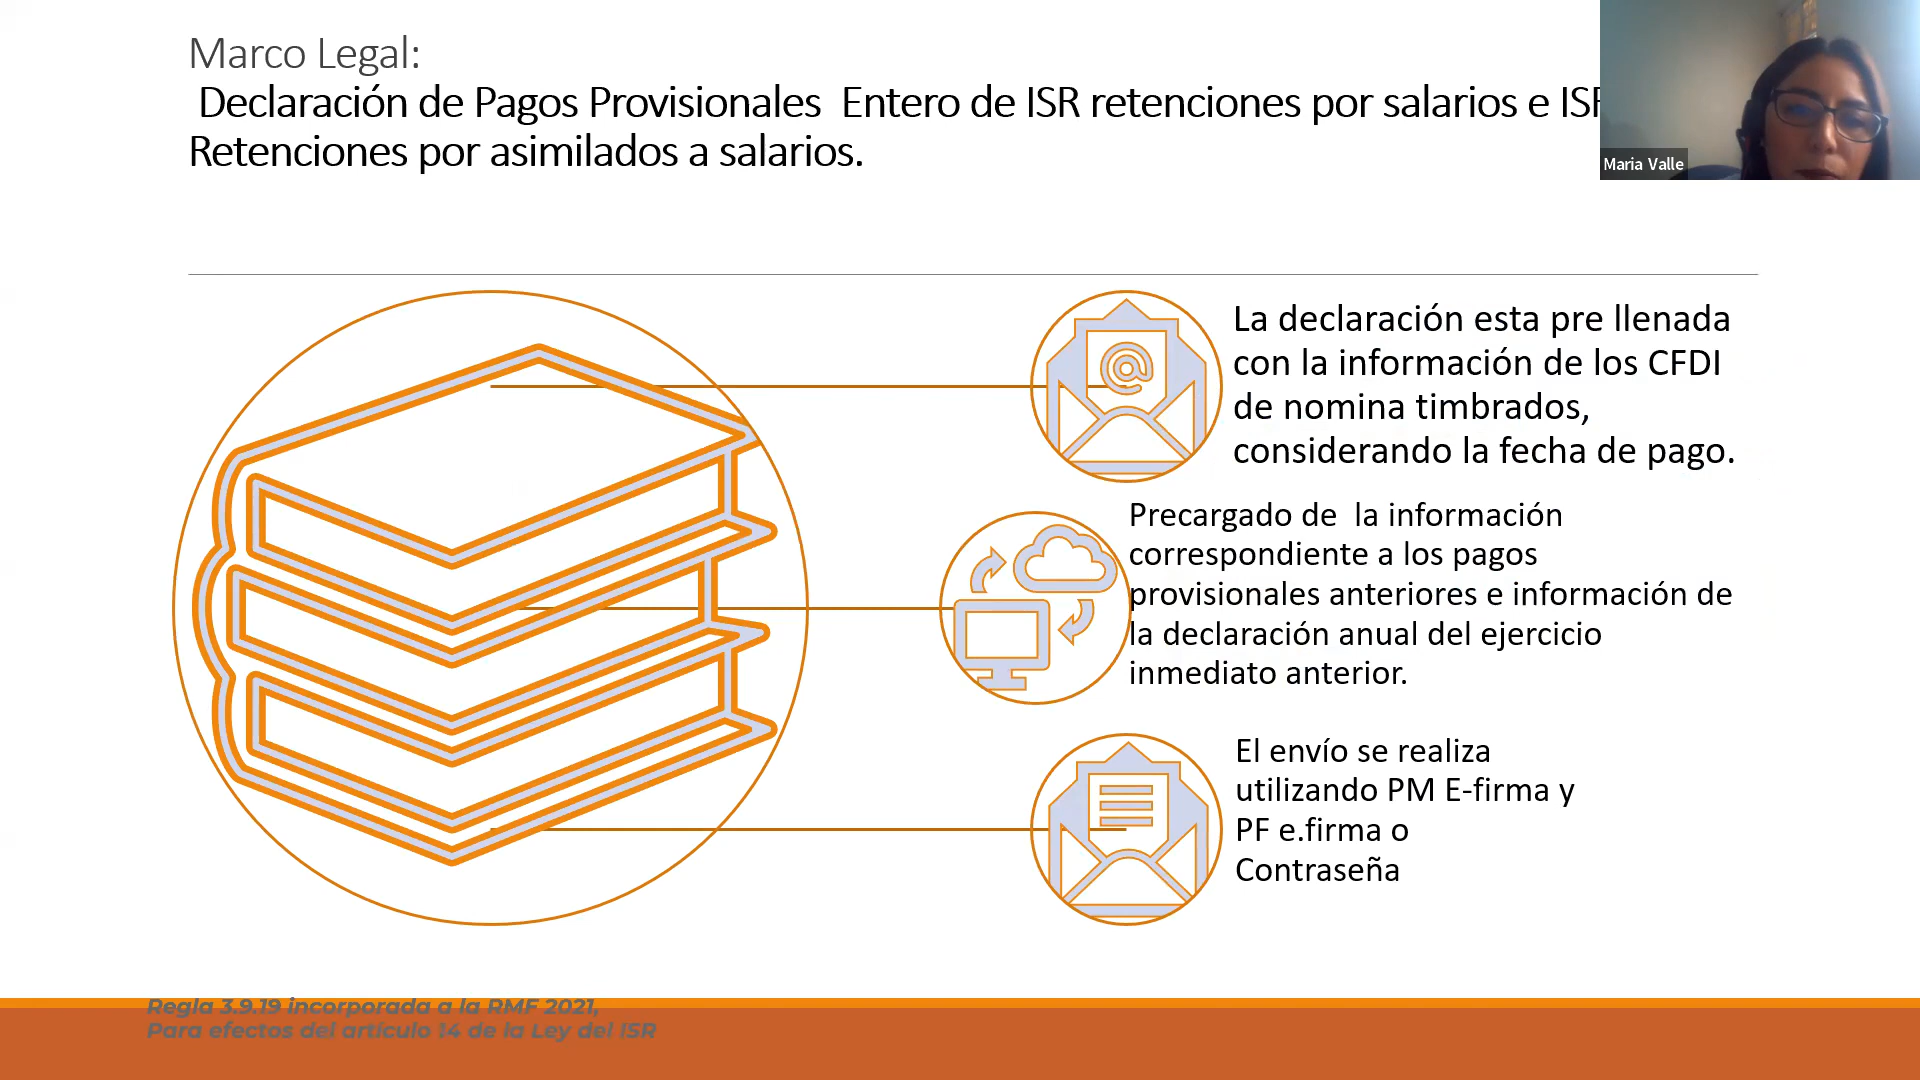 Marco Legal:
Declaración de Pagos Provisionales Entero de ISR retenciones por salarios e
Retenciones por asimilados a salarios.
Maria Valle
La declaración esta pre llenada
con la información de los CFDI
de nomina timbrados,
considerando la fecha de pago.
Precargado de la información
correspondiente a los pagos
provisionales anteriores e información de
la declaración anual del ejercicio
inmediato anterior.
El envío se realiza
utilizando PM E-firma y
PF e.firma o
Contraseña
Regla 3.9.19 incorporada a la RMF 2021,
Para efectos del artículo 14 de la Ley del ISR